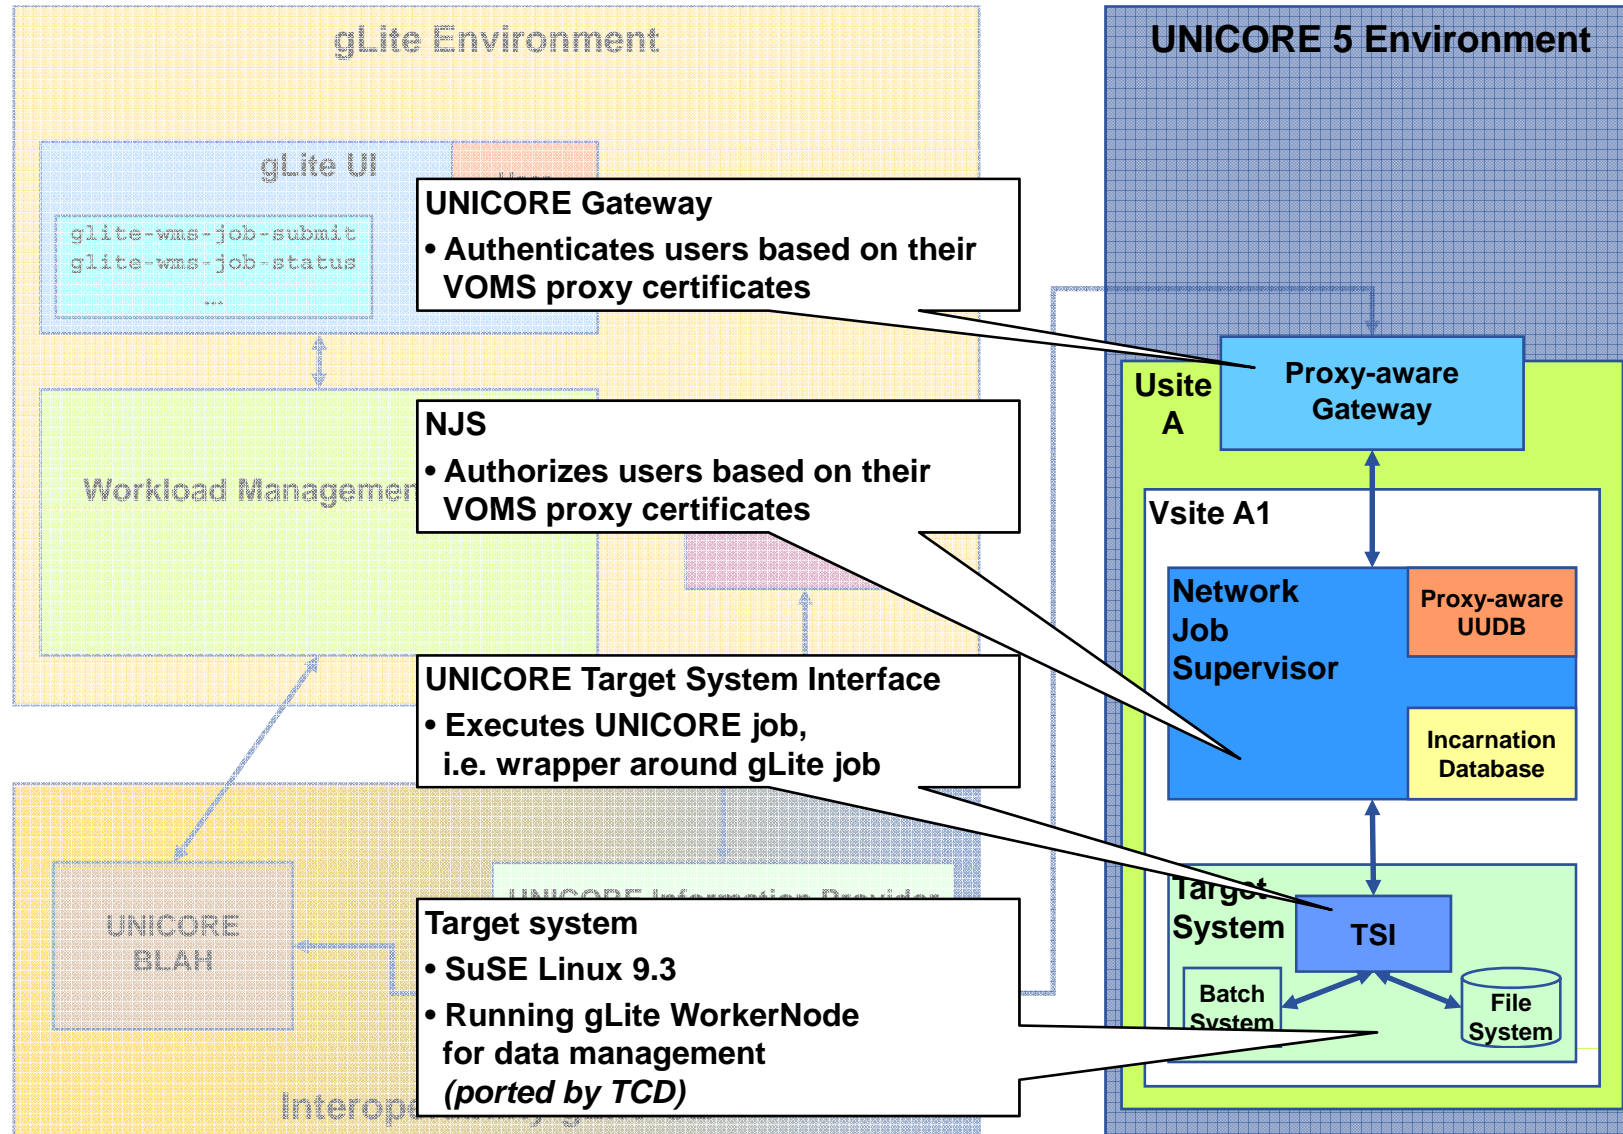 gLite Environment
UNICORE 5 Environment
gLite UI
glite-wms-job-submit
glite-wms-job-status
...
UNICORE Gateway
• Authenticates users based on their
VOMS proxy certificates
Usite
A
Proxy-aware
Gateway
Workload
NJS
• Authorizes users based on their
VOMS proxy certificates
Vsite A1
Network
Job
Supervisor
Proxy-aware
UUDB
Incarnation
Database
UNICORE Target System Interface
• Executes UNICORE job,
i.e. wrapper around gLite job
UNICORE
BLAH
UNICORE Information Provider
Target system
• SuSE Linux 9.3
• Running gLite WorkerNode
for data management
(ported by TCD)
Target
System
TSI
Batch
System
File
System